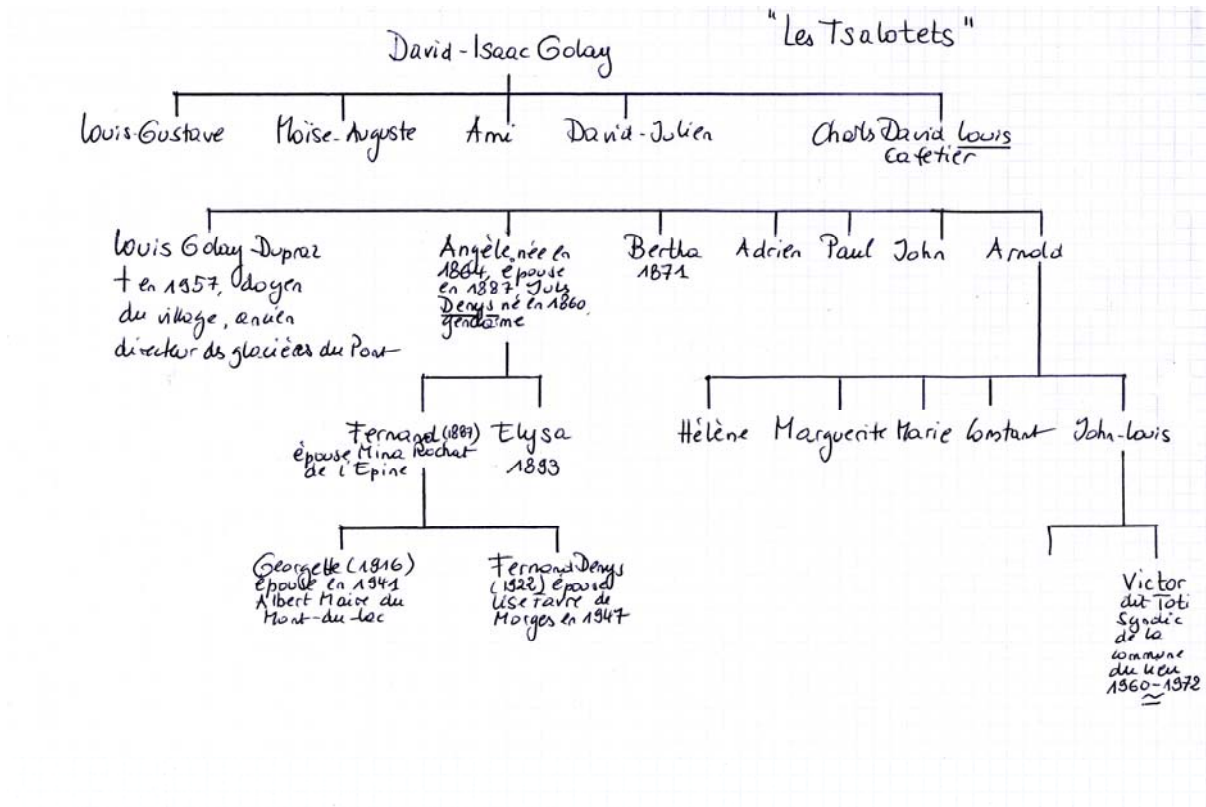 "Les Tsalotets"
David-Isaac Golay
Louis-Gustave Moïse-Auguste Ami David-Julien Charls David Louis
Cafetier
Louis Golay-Dupraz
† en 1957, doyen
du village, ancien
directeur ds glacières du Pont
Angèle née en
1864, épouse
en 1887 Juls
Denys né en 1860,
gendarme
Bertha
1871
Adrien Paul John Arnold
Fernand (1887)
épouse Mina Rochat
de l'Epine
Elysa
1893
Hélène Marguerite Marie Constant John-Louis
Georgette (1916)
épouse en 1941
Albert Maire du
Mont-du-Lac
Fernand Denys
(1922) épouse
Lise Favre de
Morges en 1947
Victor
dit Toti
Syndic
de la
commune
du Lieu
1960-1972